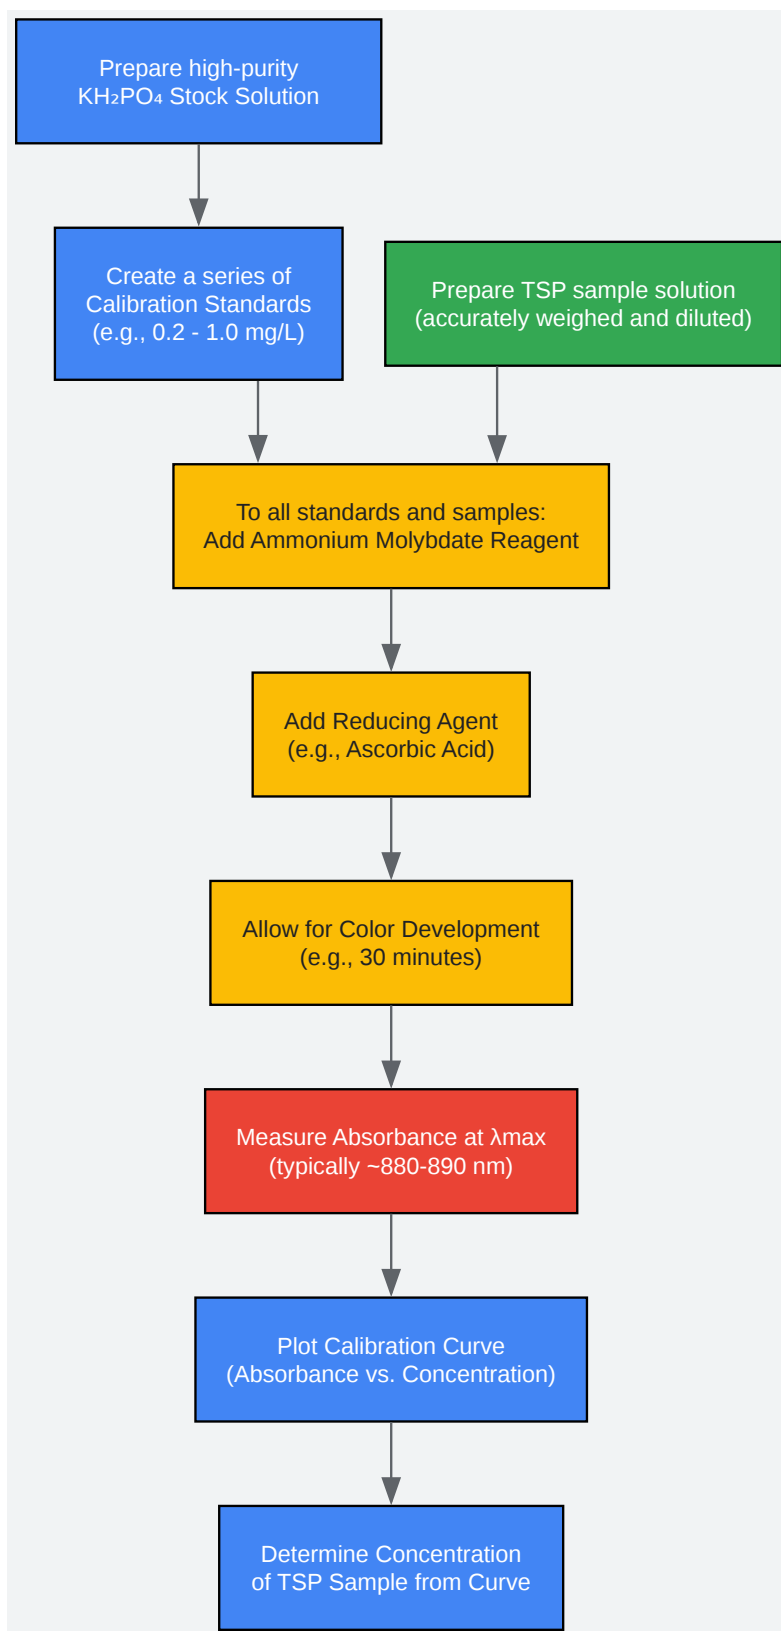 Prepare high-purity
KH₂PO₄ Stock Solution
Create a series of
Calibration Standards
(e.g., 0.2 - 1.0 mg/L)
Prepare TSP sample solution
(accurately weighed and diluted)
To all standards and samples:
Add Ammonium Molybdate Reagent
Add Reducing Agent
(e.g., Ascorbic Acid)
Allow for Color Development
(e.g., 30 minutes)
Measure Absorbance at λmax
(typically ~880-890 nm)
Plot Calibration Curve
(Absorbance vs. Concentration)
Determine Concentration
of TSP Sample from Curve